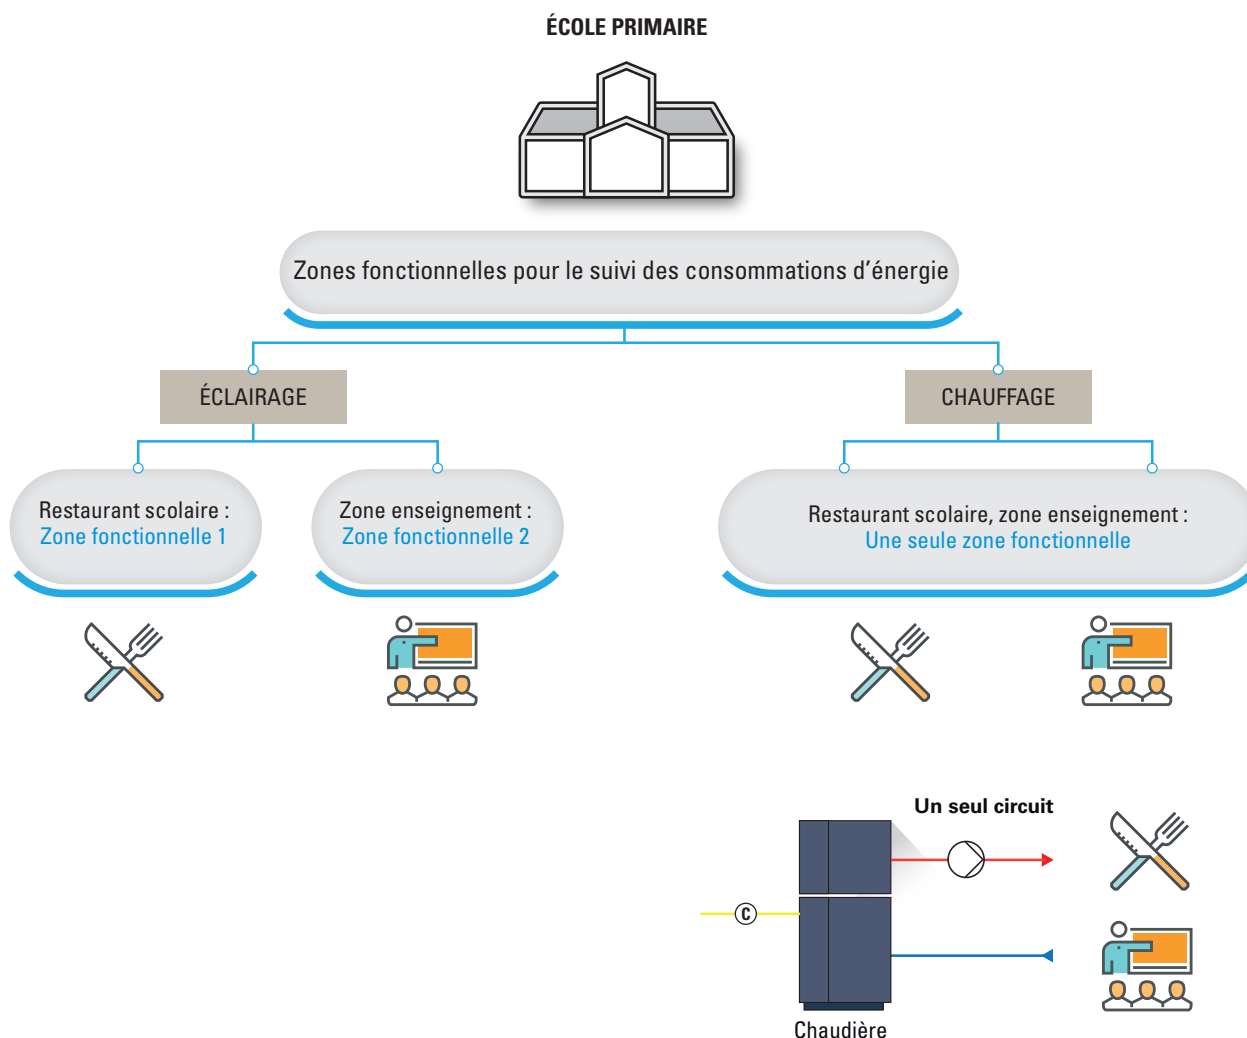 ÉCOLE PRIMAIRE
Zones fonctionnelles pour le suivi des consommations d’énergie
ÉCLAIRAGE
CHAUFFAGE
Restaurant scolaire :
Zone fonctionnelle 1
Zone enseignement :
Zone fonctionnelle 2
Restaurant scolaire, zone enseignement :
Une seule zone fonctionnelle
Un seul circuit
C
Chaudière